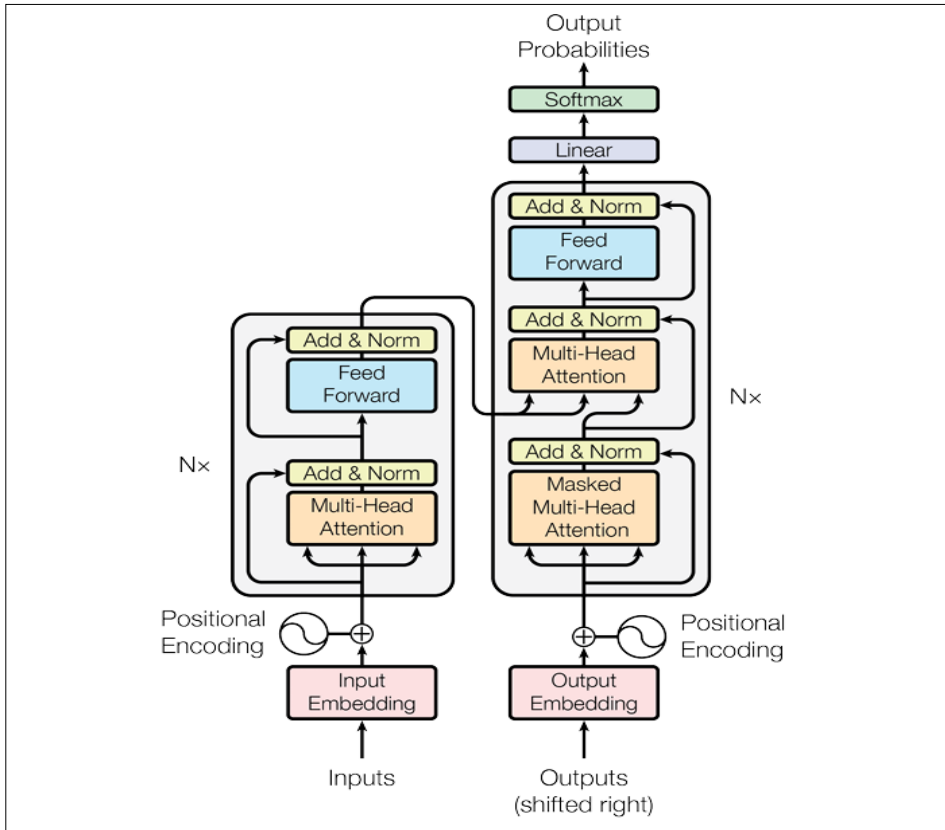 Output
Probabilities
Softmax
Linear
Add & Norm
Feed
Forward
Add & Norm
Multi-Head
Attention
Add & Norm
Masked
Multi-Head
Attention
N×
Add & Norm
Feed
Forward
Add & Norm
Multi-Head
Attention
N×
Positional
Encoding
Positional
Encoding
Input
Embedding
Output
Embedding
Inputs
Outputs
(shifted right)